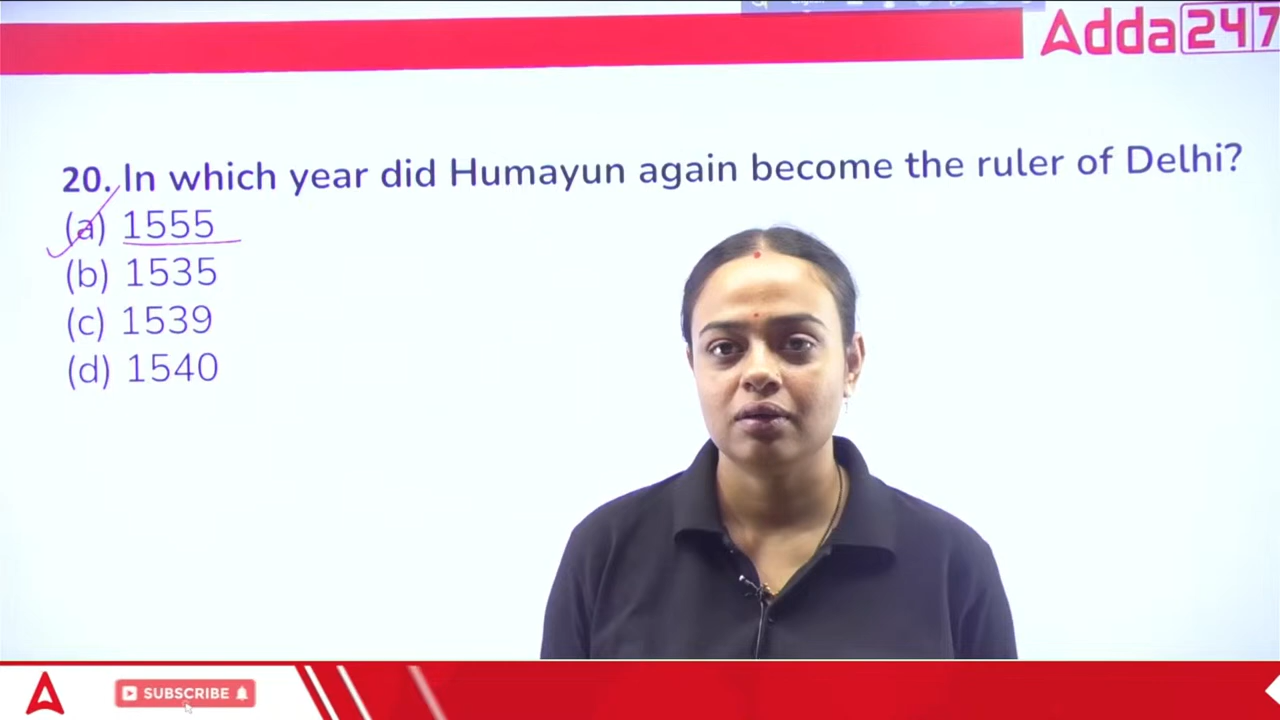 Adda247
20. In which year did Humayun again become the ruler of Delhi?
(a) 1555
(b) 1535
(c) 1539
(d) 1540
SUBSCRIBE